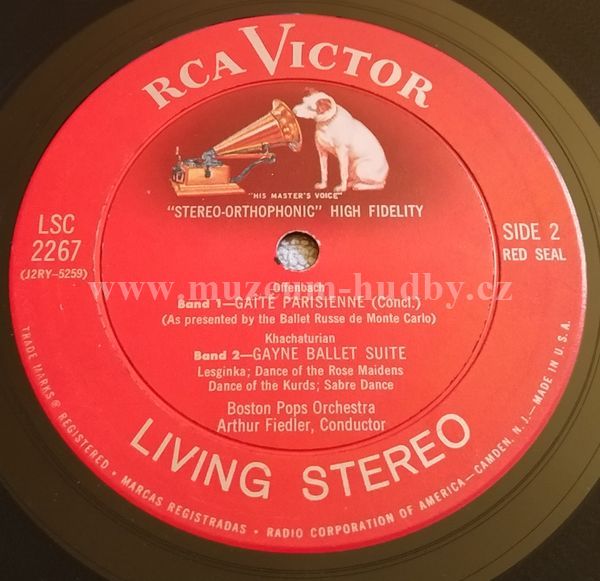 RCA VICTOR
"HIS MASTER'S VOICE"
"STEREO-ORTHOPHONIC" HIGH FIDELITY
LSC
2267
(J2RY-5259)
SIDE 2
RED SEAL
Offenbach
Band 1—GAÎTÉ PARISIENNE (Concl.)
(As presented by the Ballet Russe de Monte Carlo)
Khachaturian
Band 2—GAYNE BALLET SUITE
Lesginka; Dance of the Rose Maidens
Dance of the Kurds; Sabre Dance
Boston Pops Orchestra
Arthur Fiedler, Conductor
LIVING STEREO
TRADE MARKS ® REGISTERED • MARCAS REGISTRADAS • RADIO CORPORATION OF AMERICA—CAMDEN, N. J.—MADE IN U.S.A.
www.muzeum-hudby.cz